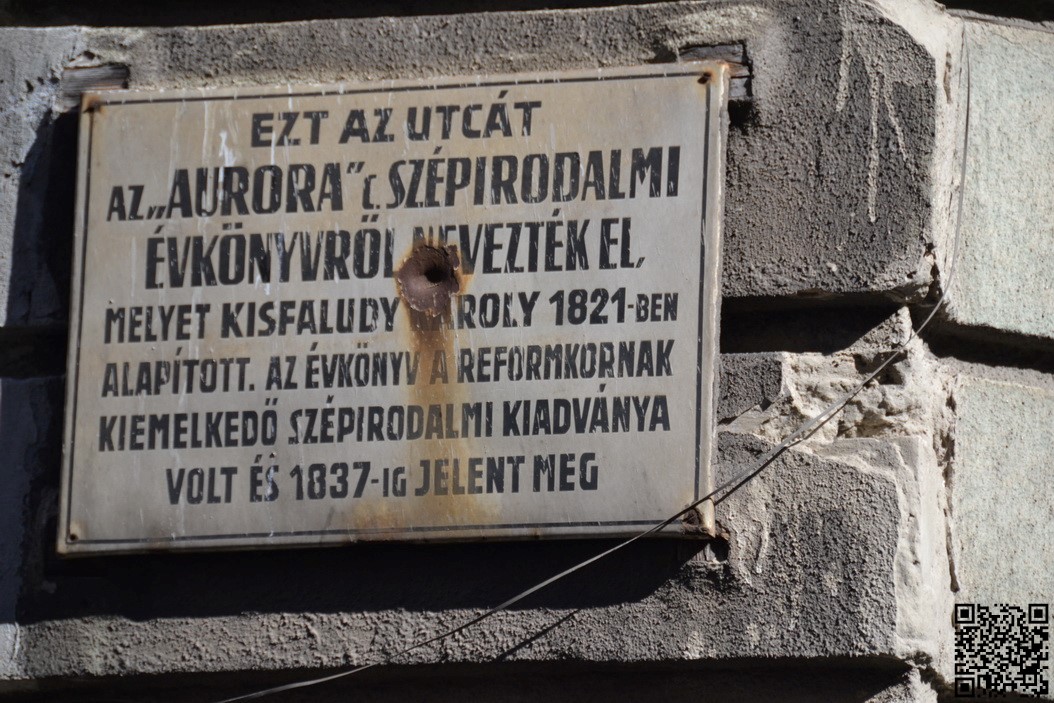 EZT AZ UTCÁT
AZ „AURORA” C. SZÉPIRODALMI
ÉVKÖNYVRŐL NEVEZTÉK EL,
MELYET KISFALUDY KÁROLY 1821-BEN
ALAPÍTOTT. AZ ÉVKÖNYV A REFORMKORNAK
KIEMELKEDŐ SZÉPIRODALMI KIADVÁNYA
VOLT ÉS 1837-IG JELENT MEG